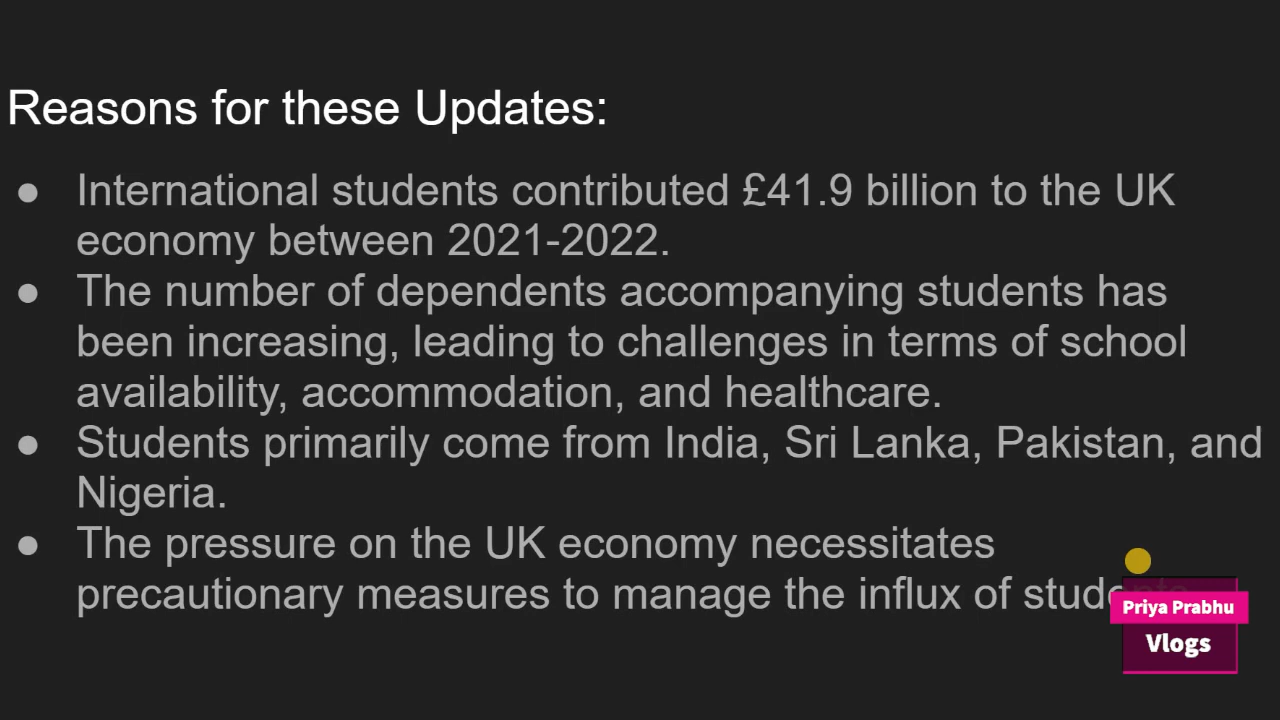 Reasons for these Updates:
● International students contributed £41.9 billion to the UK
economy between 2021-2022.
● The number of dependents accompanying students has
been increasing, leading to challenges in terms of school
availability, accommodation, and healthcare.
● Students primarily come from India, Sri Lanka, Pakistan, and
Nigeria.
● The pressure on the UK economy necessitates
precautionary measures to manage the influx of students
Priya Prabhu
Vlogs